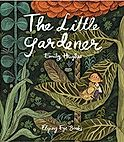 The Little
Gardener
Emily Hughes
Flying Eye Books